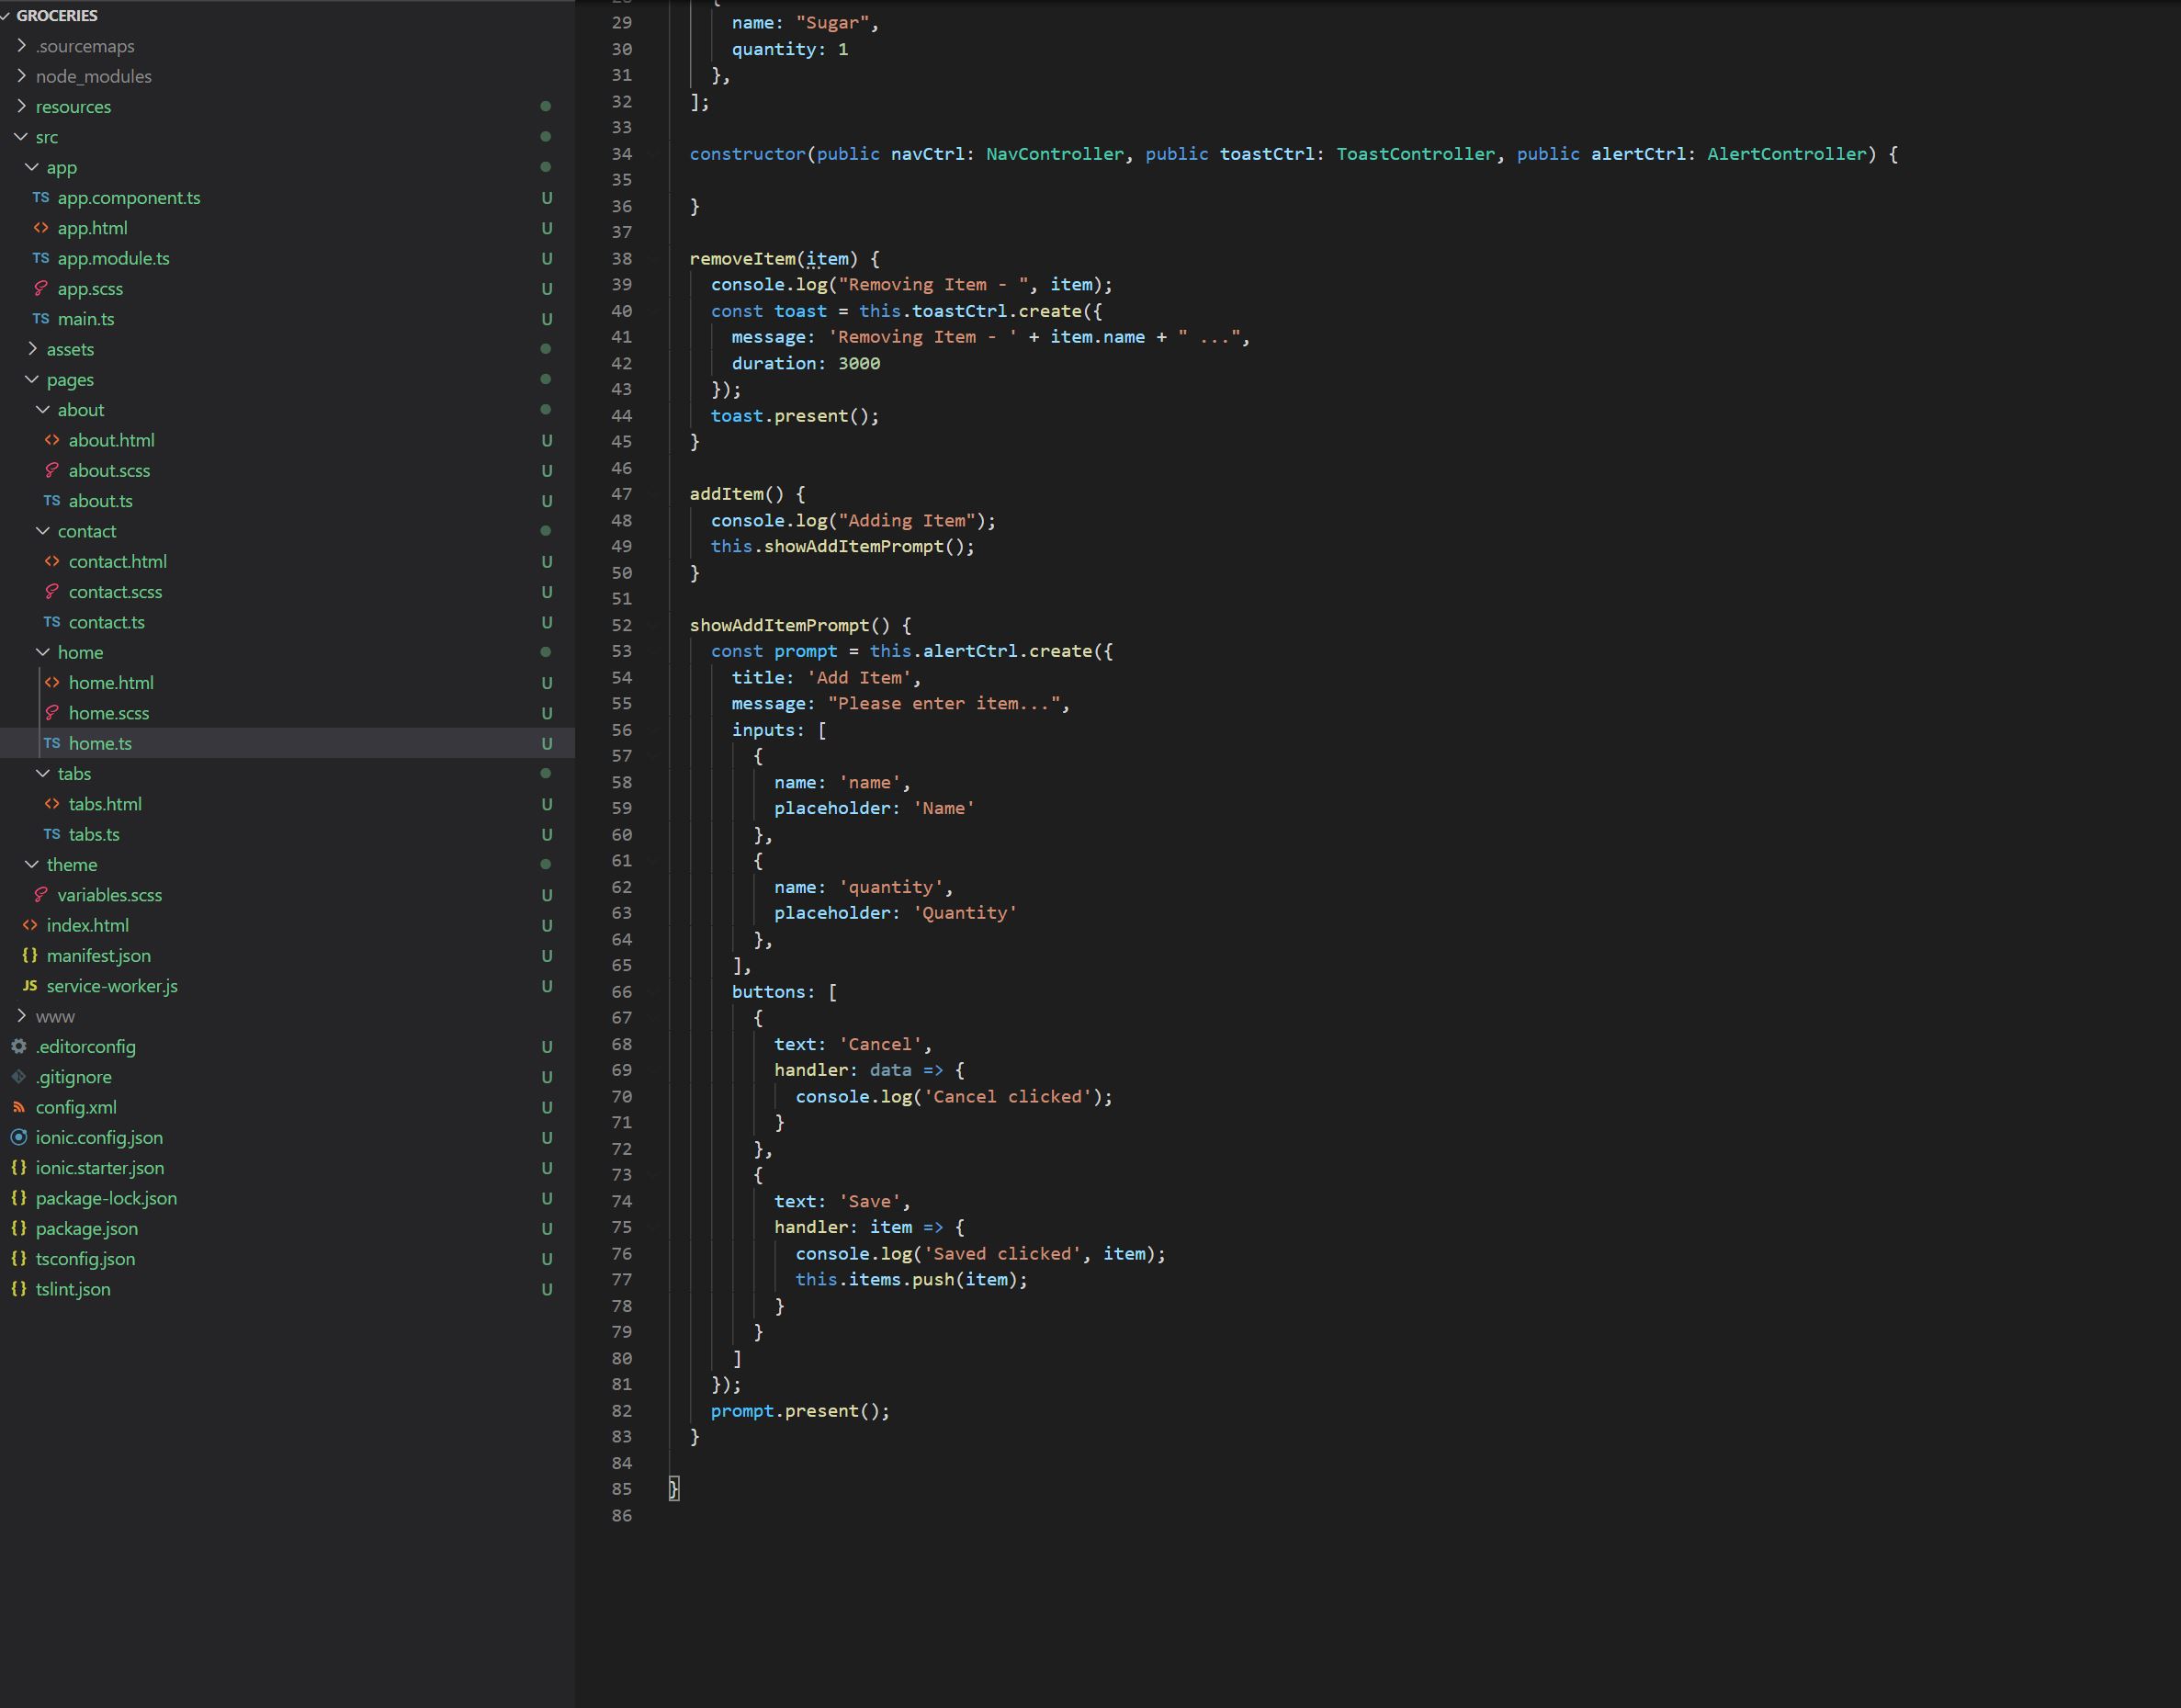 GROCERIES
.sourcemaps
node_modules
resources
src
app
TS app.component.ts U
<> app.html U
TS app.module.ts U
app.scss U
TS main.ts U
assets
pages
about
<> about.html U
about.scss U
TS about.ts U
contact
<> contact.html U
contact.scss U
TS contact.ts U
home
<> home.html U
home.scss U
TS home.ts U
tabs
<> tabs.html U
TS tabs.ts U
theme
variables.scss U
<> index.html U
{} manifest.json U
JS service-worker.js U
www
.editorconfig U
.gitignore U
config.xml U
ionic.config.json U
{} ionic.starter.json U
{} package-lock.json U
{} package.json U
{} tsconfig.json U
{} tslint.json U
28 {
29 name: "Sugar",
30 quantity: 1
31 },
32 ];
33
34 constructor(public navCtrl: NavController, public toastCtrl: ToastController, public alertCtrl: AlertController) {
35
36 }
37
38 removeItem(item) {
39 console.log("Removing Item - ", item);
40 const toast = this.toastCtrl.create({
41 message: 'Removing Item - ' + item.name + " ...",
42 duration: 3000
43 });
44 toast.present();
45 }
46
47 addItem() {
48 console.log("Adding Item");
49 this.showAddItemPrompt();
50 }
51
52 showAddItemPrompt() {
53 const prompt = this.alertCtrl.create({
54 title: 'Add Item',
55 message: "Please enter item...",
56 inputs: [
57 {
58 name: 'name',
59 placeholder: 'Name'
60 },
61 {
62 name: 'quantity',
63 placeholder: 'Quantity'
64 },
65 ],
66 buttons: [
67 {
68 text: 'Cancel',
69 handler: data => {
70 console.log('Cancel clicked');
71 }
72 },
73 {
74 text: 'Save',
75 handler: item => {
76 console.log('Saved clicked', item);
77 this.items.push(item);
78 }
79 }
80 ]
81 });
82 prompt.present();
83 }
84
85 }
86